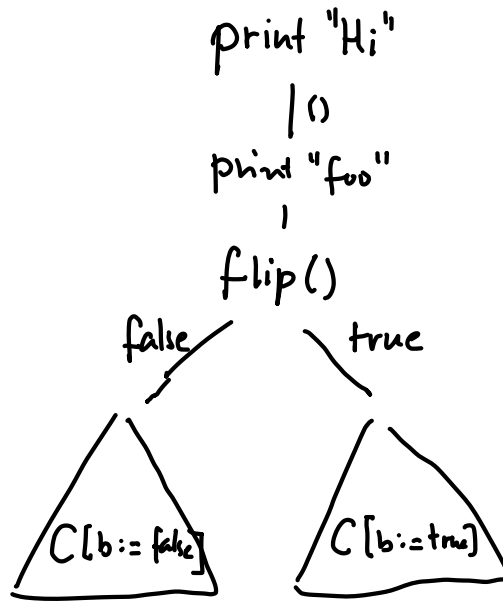 print "Hi"
()
print "foo"
flip()
false true
C[b:=false] C[b:=true]